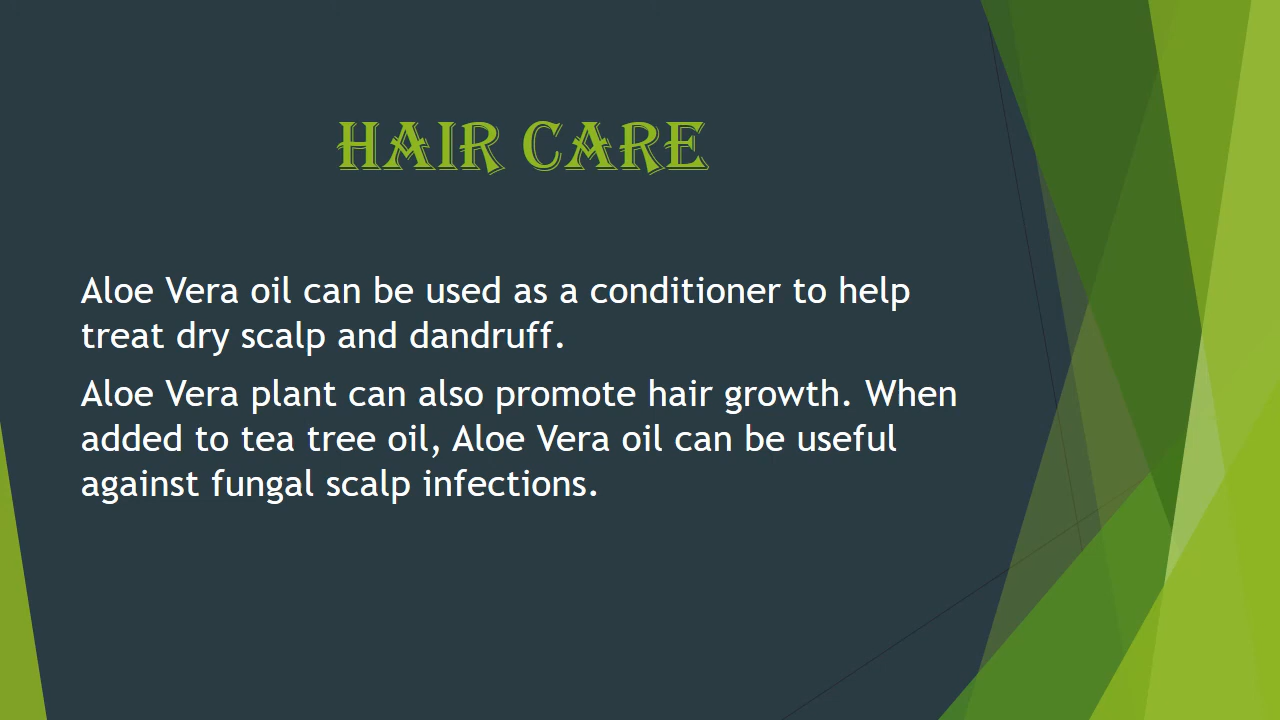 HAIR CARE
Aloe Vera oil can be used as a conditioner to help
treat dry scalp and dandruff.
Aloe Vera plant can also promote hair growth. When
added to tea tree oil, Aloe Vera oil can be useful
against fungal scalp infections.